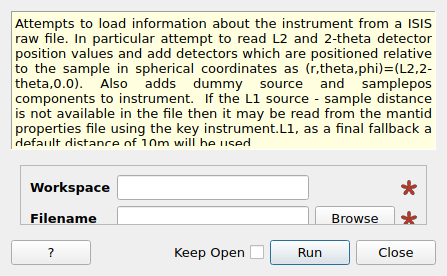 Attempts to load information about the instrument from a ISIS
raw file. In particular attempt to read L2 and 2-theta detector
position values and add detectors which are positioned relative
to the sample in spherical coordinates as (r,theta,phi)=(L2,2-
theta,0.0). Also adds dummy source and samplepos
components to instrument. If the L1 source - sample distance
is not available in the file then it may be read from the mantid
properties file using the key instrument.L1, as a final fallback a
default distance of 10m will be used
Workspace
Filename
Browse
?
Keep Open
Run
Close